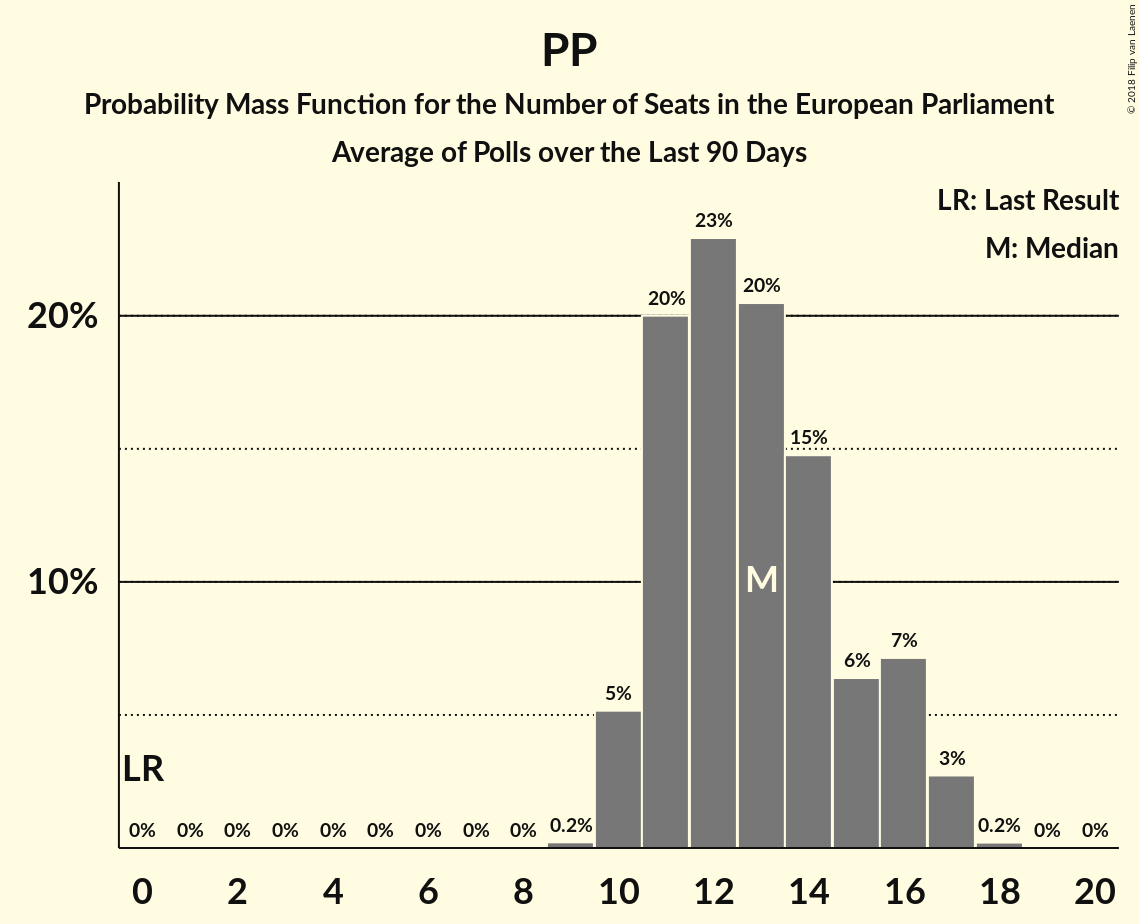 PP
Probability Mass Function for the Number of Seats in the European Parliament
Average of Polls over the Last 90 Days
© 2018 Filip van Laenen
LR: Last Result
M: Median
20%
10%
LR
M
0% 0% 0% 0% 0% 0% 0% 0% 0% 0.2% 5% 20% 23% 20% 15% 6% 7% 3% 0.2% 0% 0%
0 2 4 6 8 10 12 14 16 18 20